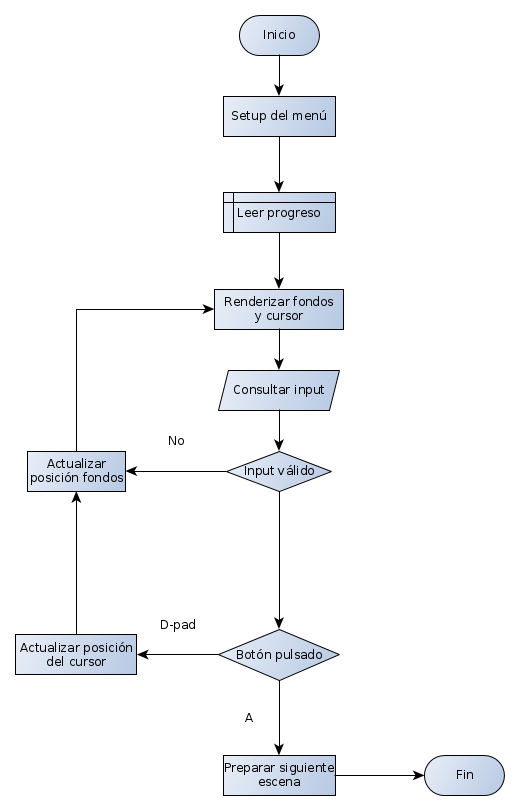 Inicio
Setup del menú
Leer progreso
Renderizar fondos
y cursor
Consultar input
No
Input válido
Actualizar
posición fondos
D-pad
Botón pulsado
Actualizar posición
del cursor
A
Preparar siguiente
escena
Fin